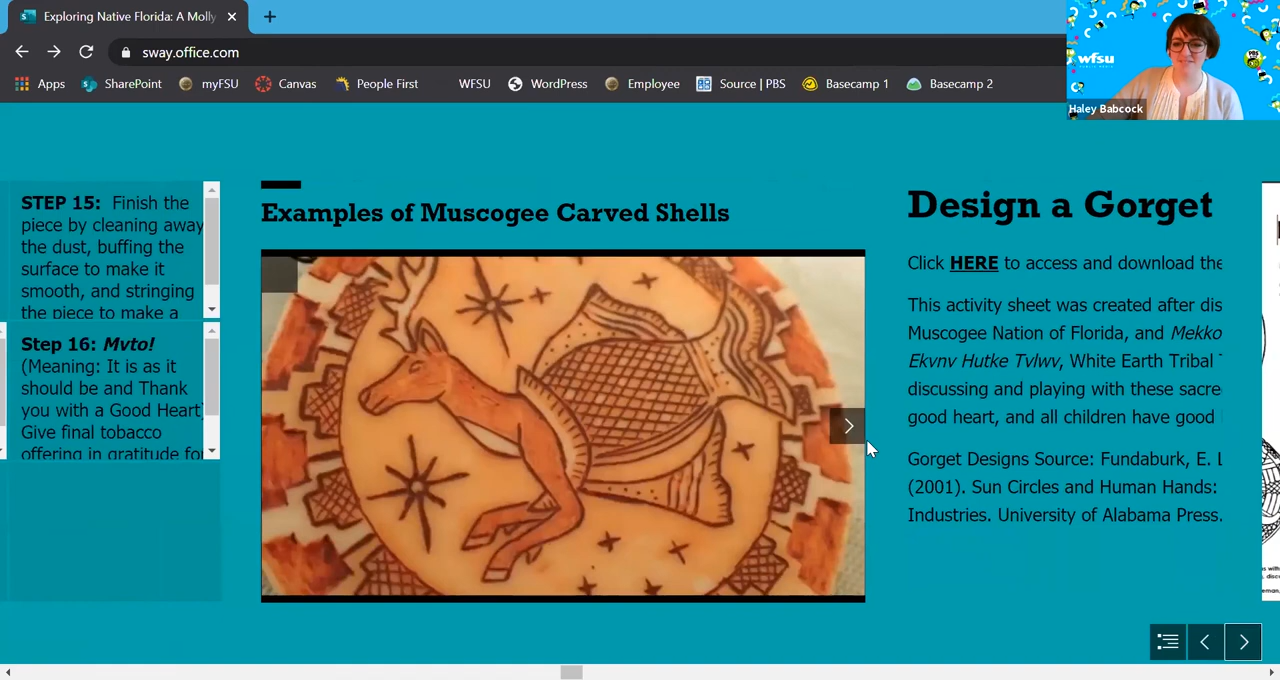 Exploring Native Florida: A Molly
sway.office.com
Apps
SharePoint
myFSU
Canvas
People First
WFSU
WordPress
Employee
Source | PBS
Basecamp 1
Basecamp 2
wfsu
PBS
Haley Babcock
STEP 15: Finish the
piece by cleaning away
the dust, buffing the
surface to make it
smooth, and stringing
the piece to make a
Step 16: Mvto!
(Meaning: It is as it
should be and Thank
you with a Good Heart)
Give final tobacco
offering in gratitude for
Examples of Muscogee Carved Shells
Design a Gorget
Click HERE to access and download the
This activity sheet was created after dis
Muscogee Nation of Florida, and Mekko
Ekvnv Hutke Tvlwv, White Earth Tribal
discussing and playing with these sacre
good heart, and all children have good
Gorget Designs Source: Fundaburk, E. L
(2001). Sun Circles and Human Hands:
Industries. University of Alabama Press.